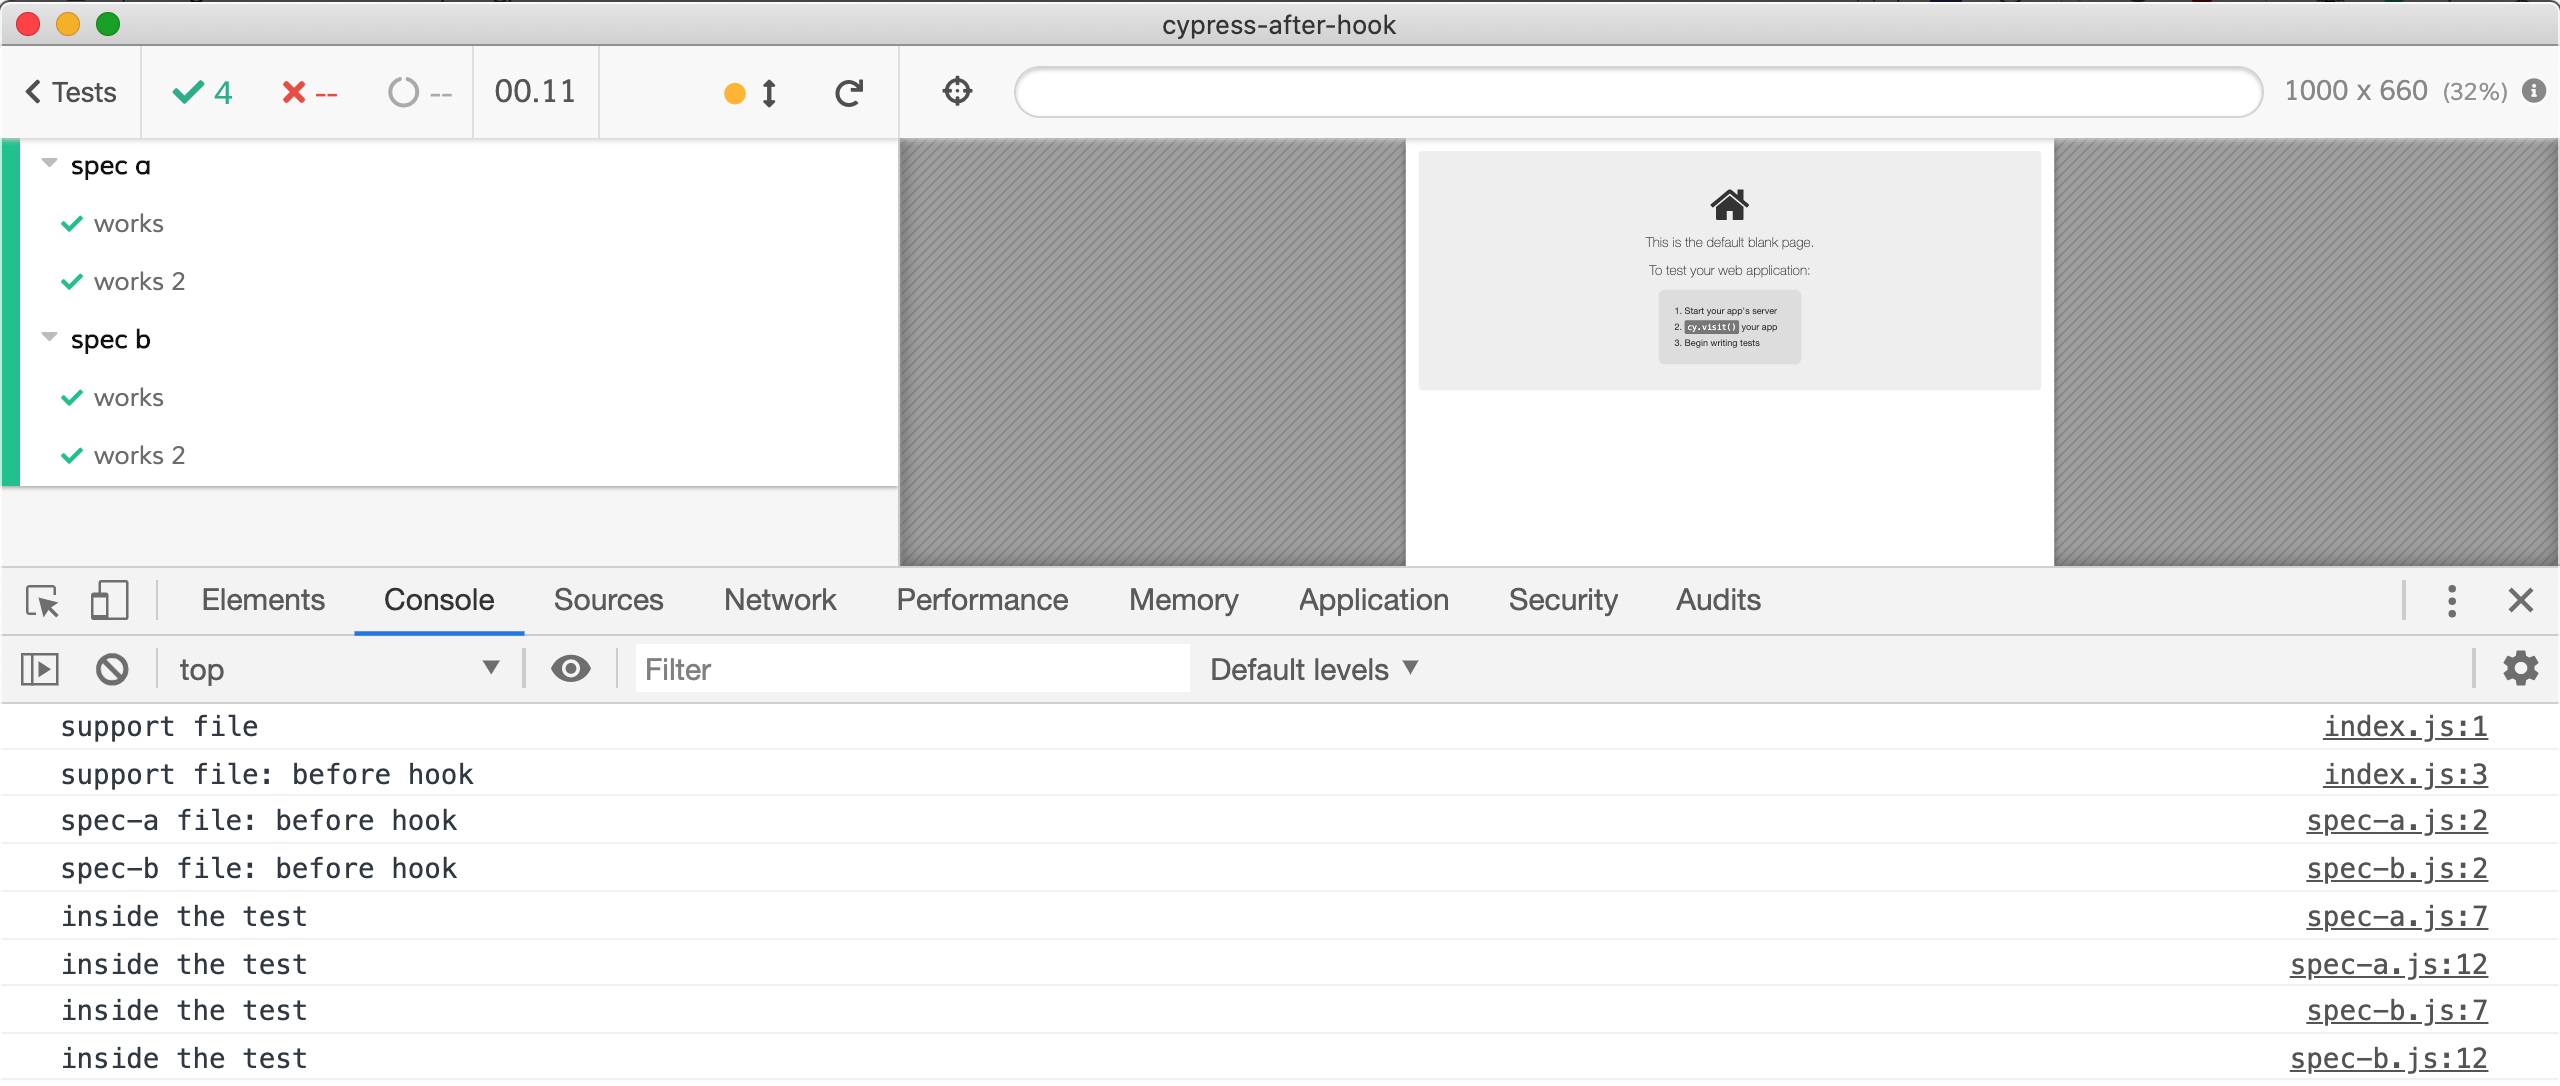 cypress-after-hook
Tests 4 -- -- 00.11 1000 x 660 (32%)
spec a
works
works 2
spec b
works
works 2
This is the default blank page.
To test your web application:
1. Start your app's server
2. cy.visit() your app
3. Begin writing tests
Elements Console Sources Network Performance Memory Application Security Audits
top Filter Default levels
support file index.js:1
support file: before hook index.js:3
spec-a file: before hook spec-a.js:2
spec-b file: before hook spec-b.js:2
inside the test spec-a.js:7
inside the test spec-a.js:12
inside the test spec-b.js:7
inside the test spec-b.js:12